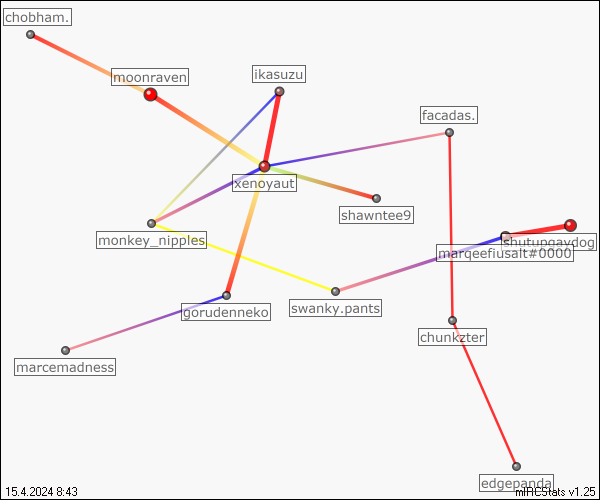 chobham.
moonraven
ikasuzu
facadas.
xenoyaut
shawntee9
monkey_nipples
shutupgaydog
marqeefiusalt#0000
gorudenneko
swanky.pants
chunkzter
marcemadness
edgepanda
15.4.2024 8:43
mIRCStats v1.25